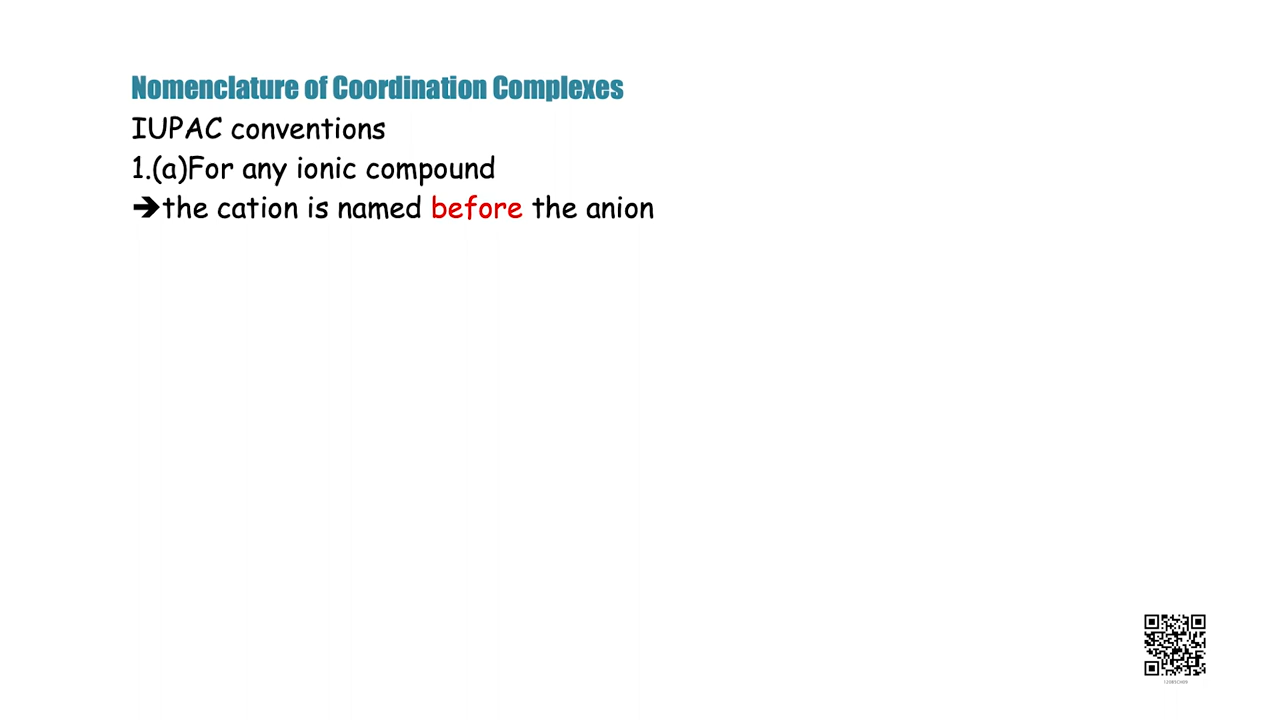 Nomenclature of Coordination Complexes
IUPAC conventions
1.(a)For any ionic compound
➔the cation is named before the anion